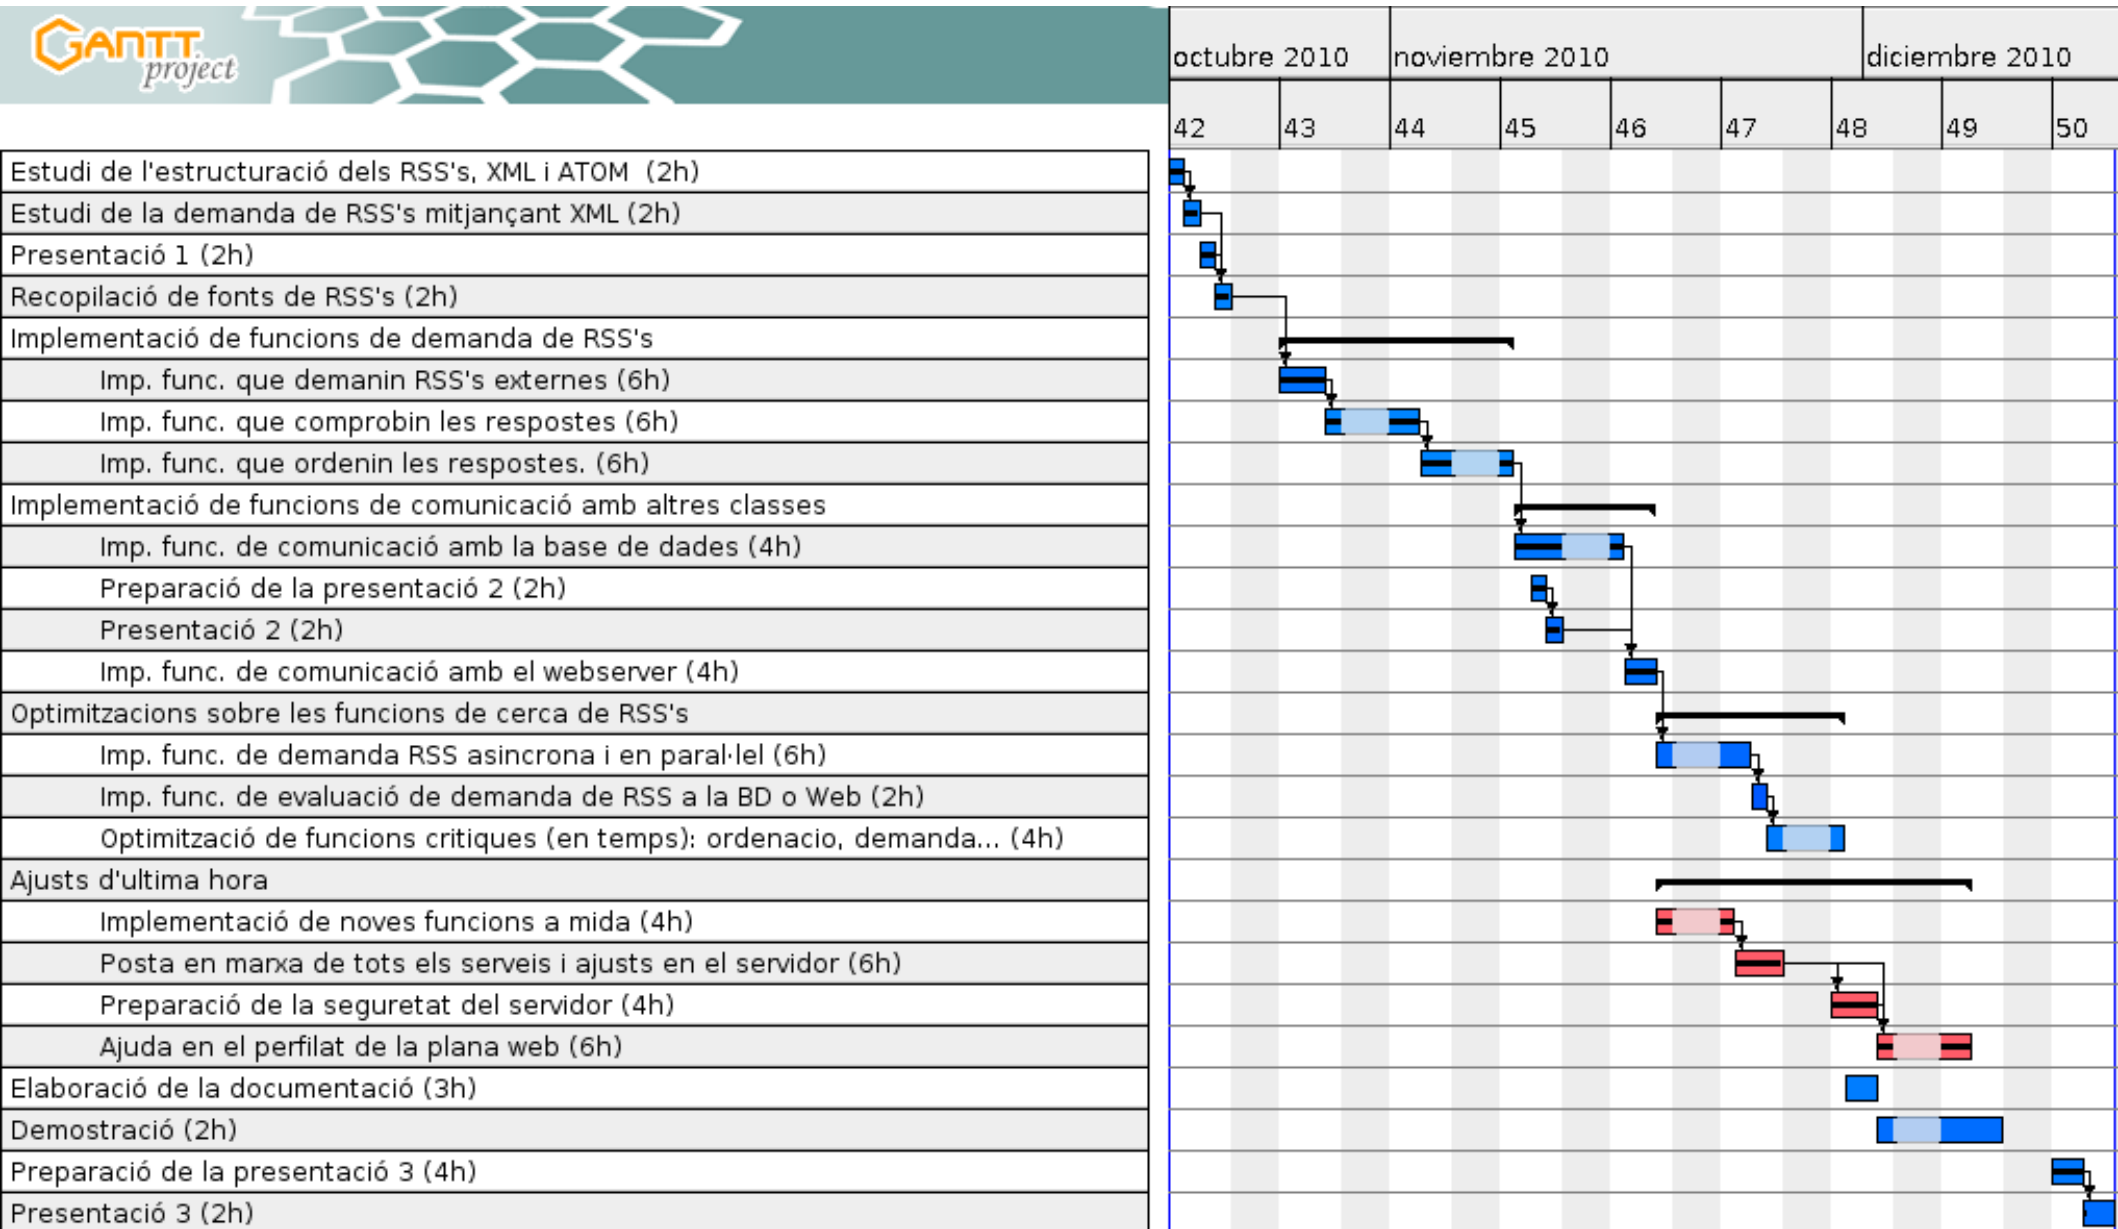 GANTT
project
octubre 2010 noviembre 2010 diciembre 2010
42 43 44 45 46 47 48 49 50
Estudi de l'estructuració dels RSS's, XML i ATOM (2h)
Estudi de la demanda de RSS's mitjançant XML (2h)
Presentació 1 (2h)
Recopilació de fonts de RSS's (2h)
Implementació de funcions de demanda de RSS's
Imp. func. que demanin RSS's externes (6h)
Imp. func. que comprobin les respostes (6h)
Imp. func. que ordenin les respostes. (6h)
Implementació de funcions de comunicació amb altres classes
Imp. func. de comunicació amb la base de dades (4h)
Preparació de la presentació 2 (2h)
Presentació 2 (2h)
Imp. func. de comunicació amb el webserver (4h)
Optimitzacions sobre les funcions de cerca de RSS's
Imp. func. de demanda RSS asincrona i en paral·lel (6h)
Imp. func. de evaluació de demanda de RSS a la BD o Web (2h)
Optimització de funcions critiques (en temps): ordenacio, demanda... (4h)
Ajusts d'ultima hora
Implementació de noves funcions a mida (4h)
Posta en marxa de tots els serveis i ajusts en el servidor (6h)
Preparació de la seguretat del servidor (4h)
Ajuda en el perfilat de la plana web (6h)
Elaboració de la documentació (3h)
Demostració (2h)
Preparació de la presentació 3 (4h)
Presentació 3 (2h)